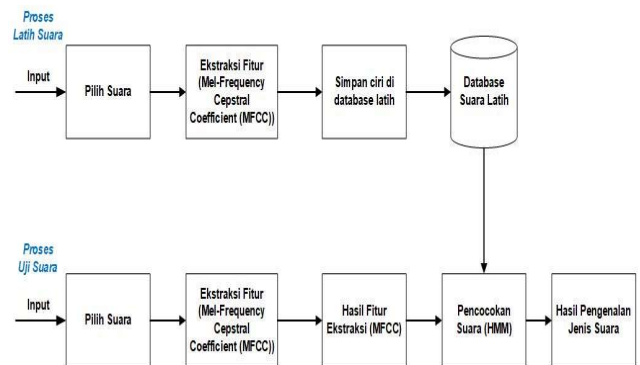 Proses
Latih Suara
Input
Pilih Suara
Ekstraksi Fitur
(Mel-Frequency
Cepstral
Coefficient (MFCC))
Simpan ciri di
database latih
Database
Suara Latih
Proses
Uji Suara
Input
Pilih Suara
Ekstraksi Fitur
(Mel-Frequency
Cepstral
Coefficient (MFCC))
Hasil Fitur
Ekstraksi (MFCC)
Pencocokan
Suara (HMM)
Hasil Pengenalan
Jenis Suara